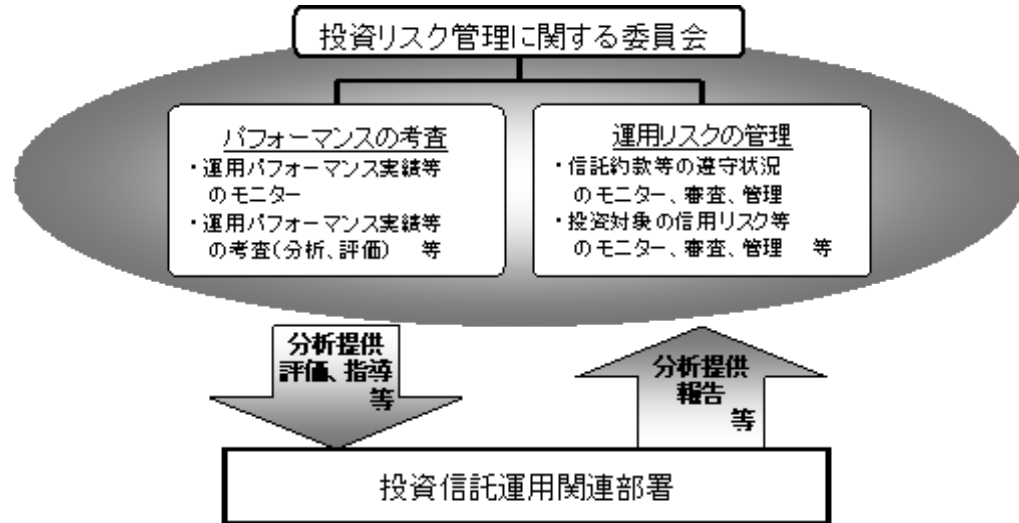 投資リスク管理に関する委員会
パフォーマンスの考査
・運用パフォーマンス実績等
のモニター
・運用パフォーマンス実績等
の考査(分析、評価) 等
運用リスクの管理
・信託約款等の遵守状況
のモニター、審査、管理
・投資対象の信用リスク等
のモニター、審査、管理 等
分析提供
評価、指導
等
分析提供
報告
等
投資信託運用関連部署